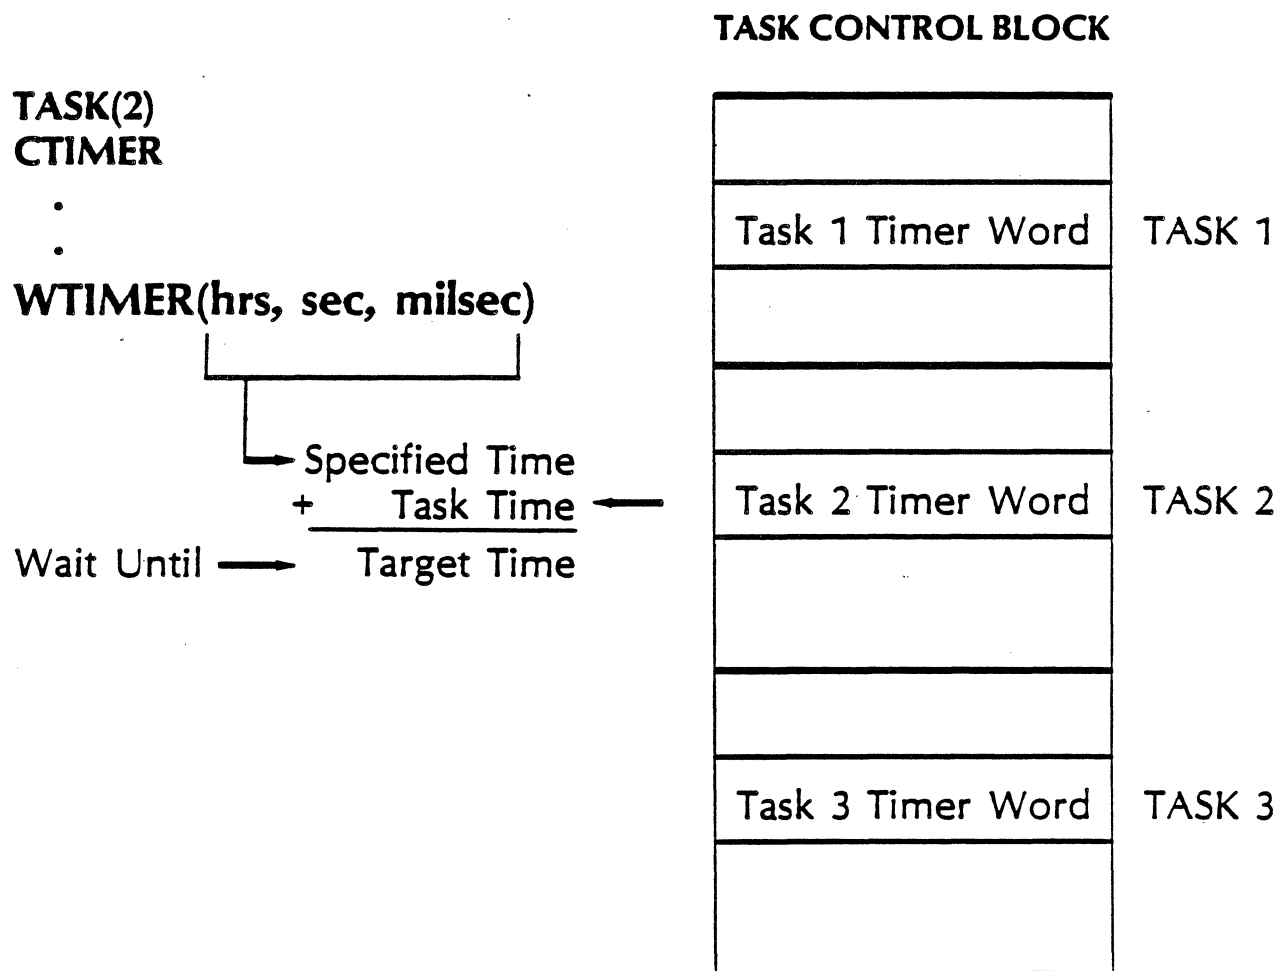 TASK CONTROL BLOCK
TASK(2)
CTIMER
.
.
WTIMER(hrs, sec, milsec)
Specified Time
+ Task Time
Wait Until Target Time
Task 1 Timer Word TASK 1
Task 2 Timer Word TASK 2
Task 3 Timer Word TASK 3